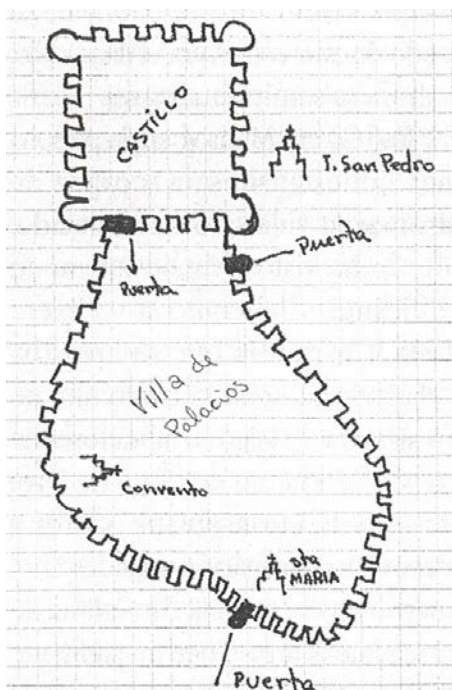 CASTILLO
I. San Pedro
Puerta
Puerta
Villa de
Palacios
Convento
Sta
MARIA
Puerta